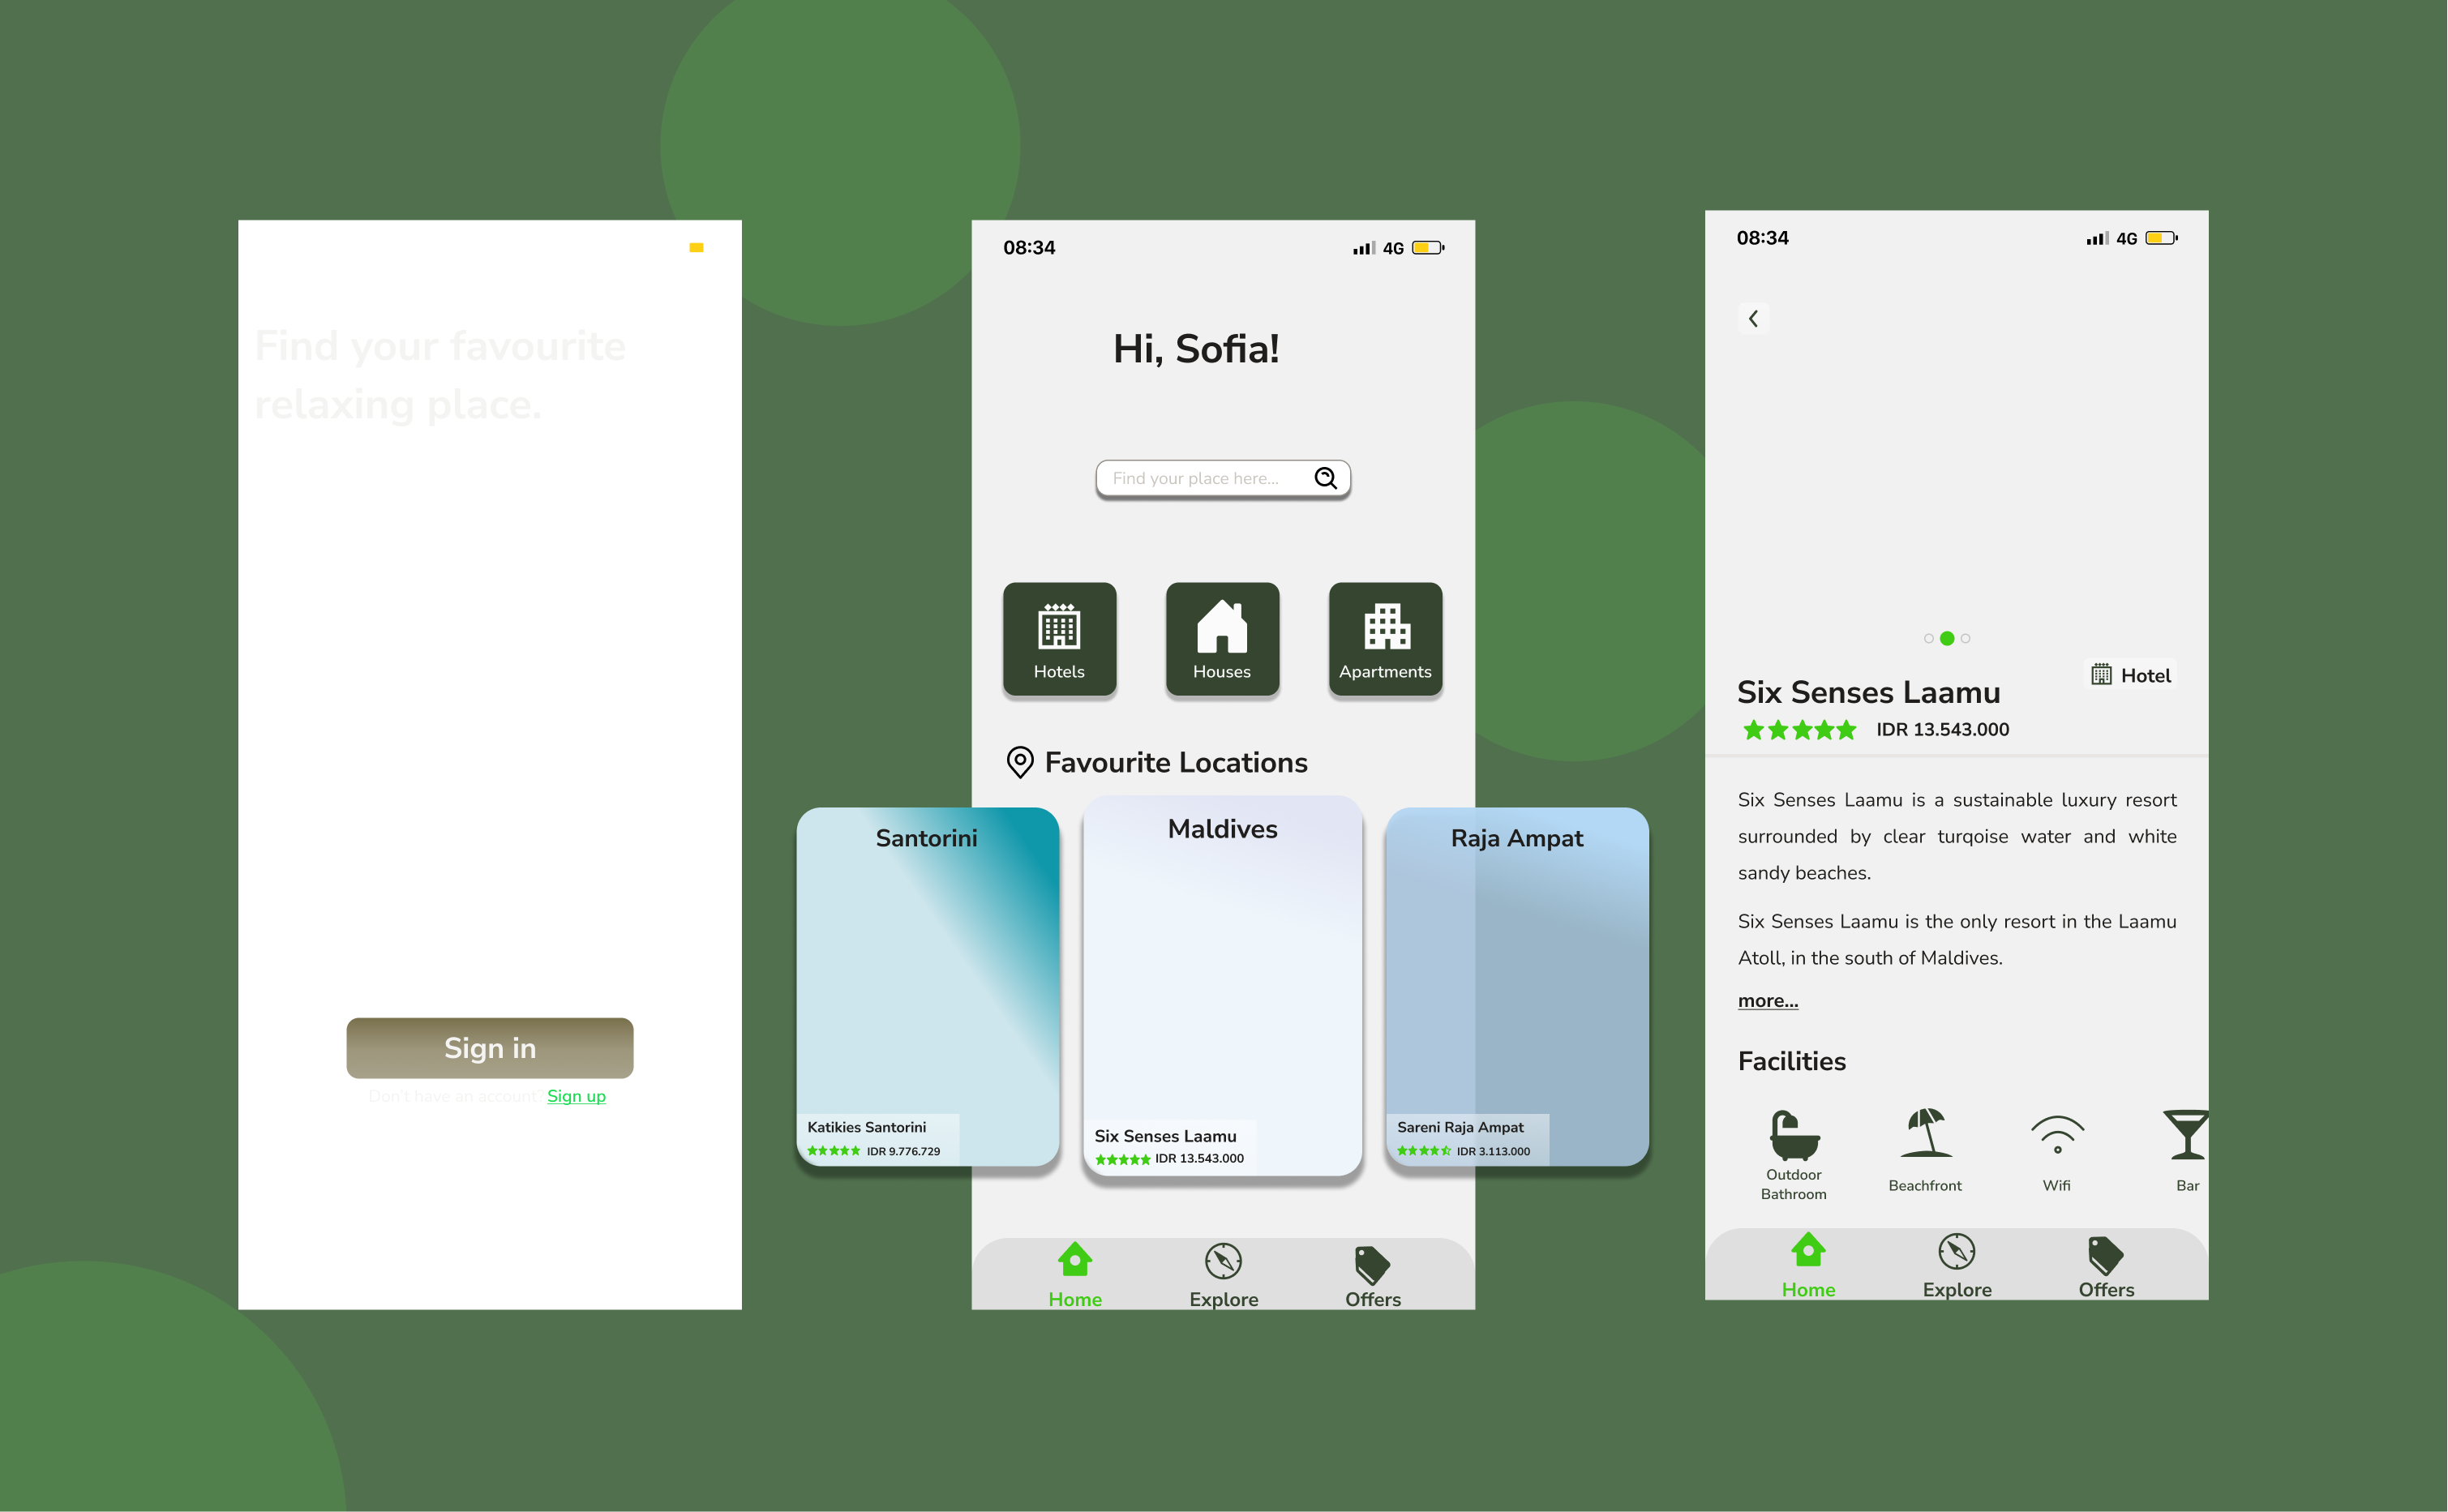 Find your favourite
relaxing place.
Sign in
Don't have an account? Sign up
08:34
4G
Hi, Sofia!
Find your place here...
Hotels
Houses
Apartments
Favourite Locations
Santorini
Katikies Santorini
IDR 9.776.729
Maldives
Six Senses Laamu
IDR 13.543.000
Raja Ampat
Sareni Raja Ampat
IDR 3.113.000
Home
Explore
Offers
08:34
4G
Hotel
Six Senses Laamu
IDR 13.543.000
Six Senses Laamu is a sustainable luxury resort
surrounded by clear turqoise water and white
sandy beaches.
Six Senses Laamu is the only resort in the Laamu
Atoll, in the south of Maldives.
more...
Facilities
Outdoor
Bathroom
Beachfront
Wifi
Bar
Home
Explore
Offers